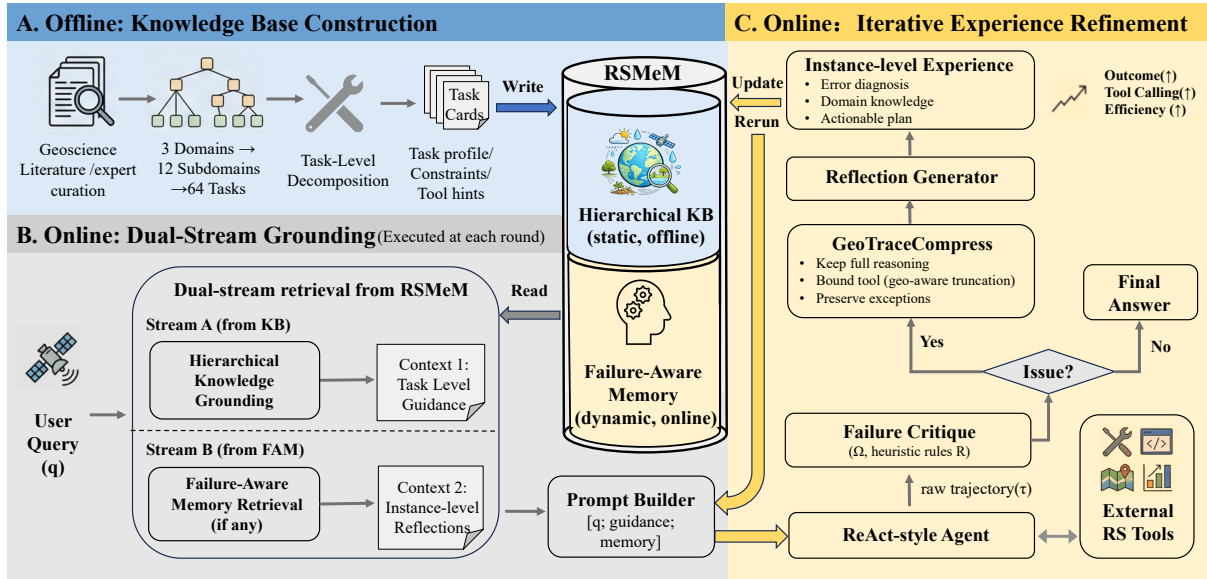 A. Offline: Knowledge Base Construction
Geoscience
Literature /expert
curation
3 Domains →
12 Subdomains
→64 Tasks
Task-Level
Decomposition
Task
Cards
Task profile/
Constraints/
Tool hints
Write
RSMeM
Hierarchical KB
(static, offline)
Failure-Aware
Memory
(dynamic, online)
B. Online: Dual-Stream Grounding (Executed at each round)
User
Query
(q)
Dual-stream retrieval from RSMeM
Read
Stream A (from KB)
Hierarchical
Knowledge
Grounding
Context 1:
Task Level
Guidance
Stream B (from FAM)
Failure-Aware
Memory Retrieval
(if any)
Context 2:
Instance-level
Reflections
Prompt Builder
[q; guidance;
memory]
C. Online: Iterative Experience Refinement
Update
Rerun
Instance-level Experience
• Error diagnosis
• Domain knowledge
• Actionable plan
Outcome(↑)
Tool Calling(↑)
Efficiency (↑)
Reflection Generator
GeoTraceCompress
• Keep full reasoning
• Bound tool (geo-aware truncation)
• Preserve exceptions
Final
Answer
Yes
No
Issue?
Failure Critique
(Ω, heuristic rules R)
raw trajectory(τ)
ReAct-style Agent
External
RS Tools